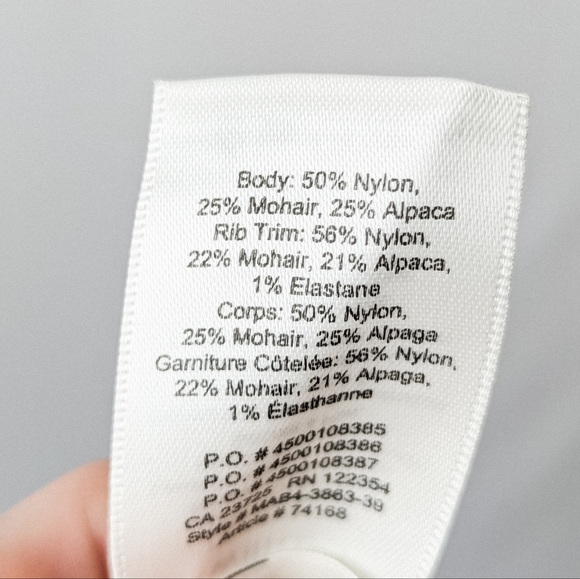 Body: 50% Nylon,
25% Mohair, 25% Alpaca
Rib Trim: 56% Nylon,
22% Mohair, 21% Alpaca,
1% Elastane
Corps: 50% Nylon,
25% Mohair, 25% Alpaga
Garniture Côtelée: 56% Nylon,
22% Mohair, 21% Alpaga,
1% Élasthanne
P.O. # 4500108385
P.O. # 4500108386
P.O. # 4500108387
CA 23725 RN 122354
Style # MAB4-3863-39
Article # 74168